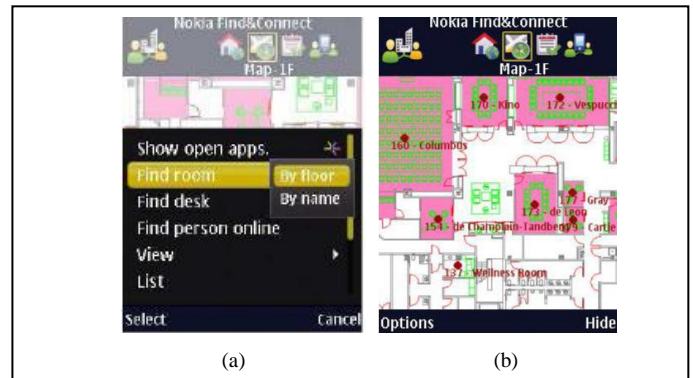 Nokia Find&Connect
Map-1F
Show open apps.
Find room
By floor
Find desk
By name
Find person online
View
List
Select Cancel
(a)
Nokia Find&Connect
Map-1F
170 - Kino
172 - Vespucci
160 - Columbus
177 - Gray
173 - de Leon
154 - de Champlain-Tandberg
179 - Cartie
137 - Wellness Room
Options Hide
(b)